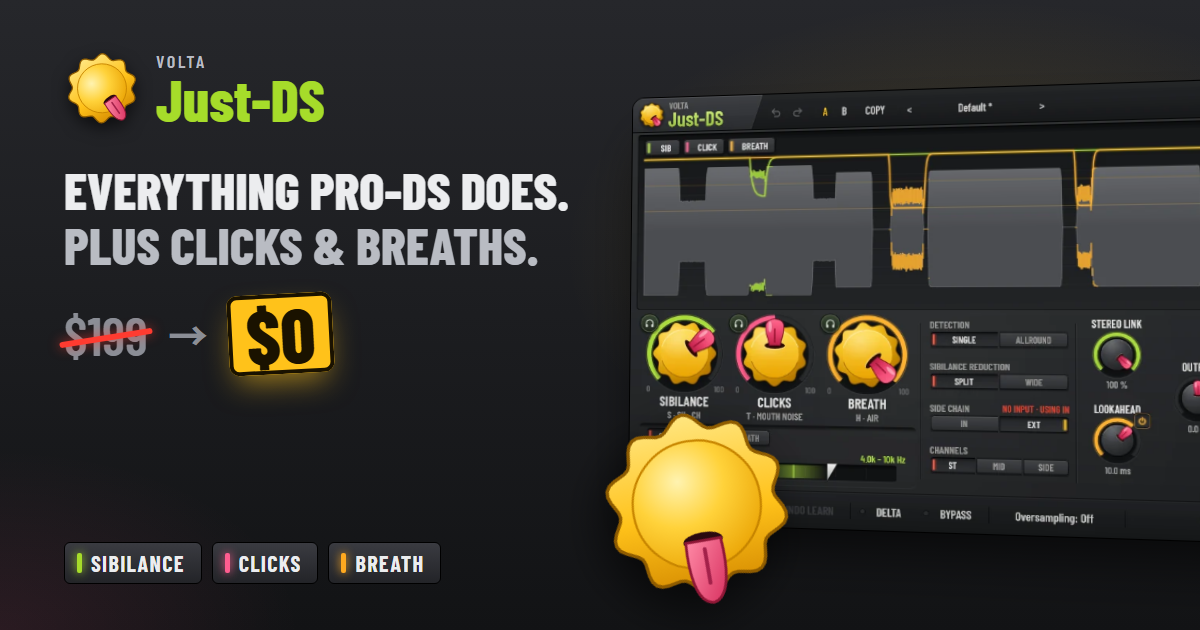 VOLTA
Just-DS
EVERYTHING PRO-DS DOES.
PLUS CLICKS & BREATHS.
$199 → $0
SIBILANCE
CLICKS
BREATH
VOLTA
Just-DS
A B COPY < Default * >
SIB CLICK BREATH
SIBILANCE
CLICKS
T · MOUTH NOISE
BREATH
H · AIR
0 100 0 100 0 100
DETECTION
SINGLE ALLROUND
SIBILANCE REDUCTION
SPLIT WIDE
SIDE CHAIN NO INPUT · USING IN
IN EXT
CHANNELS
ST MID SIDE
STEREO LINK
100 %
LOOKAHEAD
10.0 ms
4.0k - 10k Hz
LEARN DELTA BYPASS Oversampling: Off